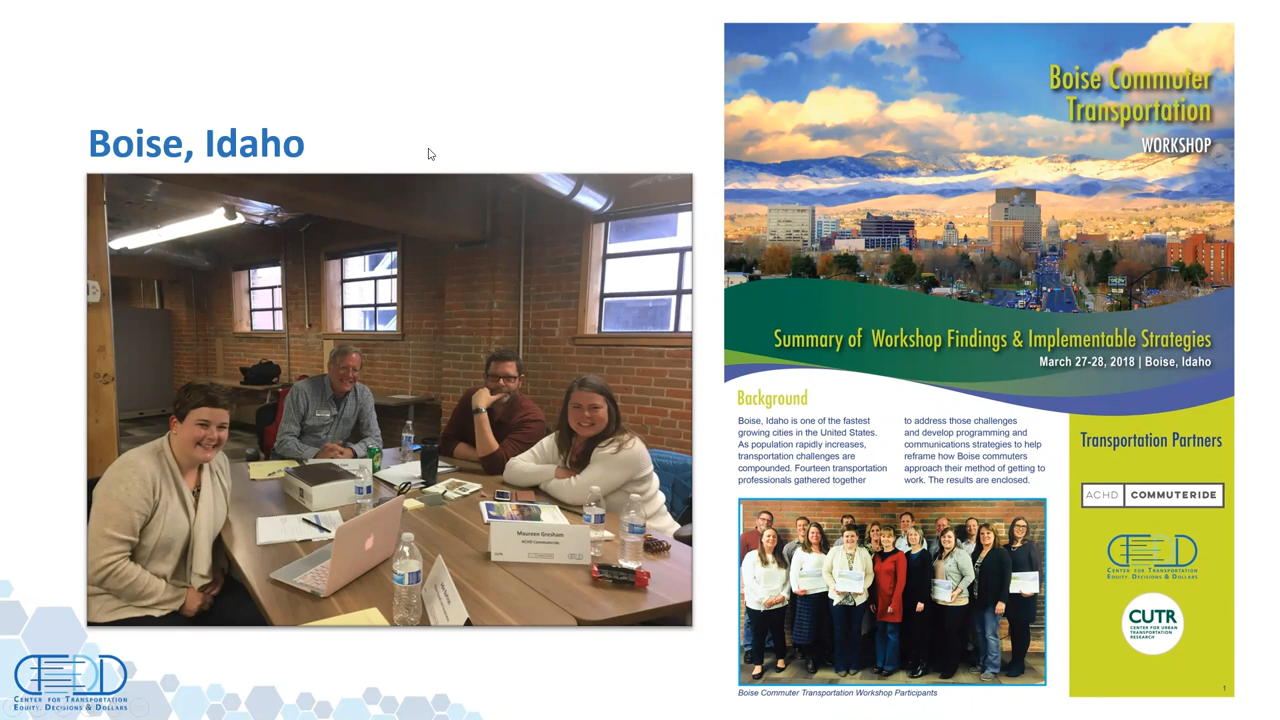 Boise, Idaho
Maureen Gresham
ACHD Commuteride
CENTER FOR TRANSPORTATION
EQUITY, DECISIONS & DOLLARS
Boise Commuter
Transportation
WORKSHOP
Summary of Workshop Findings & Implementable Strategies
March 27-28, 2018 | Boise, Idaho
Background
Boise, Idaho is one of the fastest
growing cities in the United States.
As population rapidly increases,
transportation challenges are
compounded. Fourteen transportation
professionals gathered together
to address those challenges
and develop programming and
communications strategies to help
reframe how Boise commuters
approach their method of getting to
work. The results are enclosed.
Boise Commuter Transportation Workshop Participants
Transportation Partners
ACHD COMMUTERIDE
CENTER FOR TRANSPORTATION
EQUITY, DECISIONS & DOLLARS
CUTR
CENTER FOR URBAN
TRANSPORTATION
RESEARCH
1